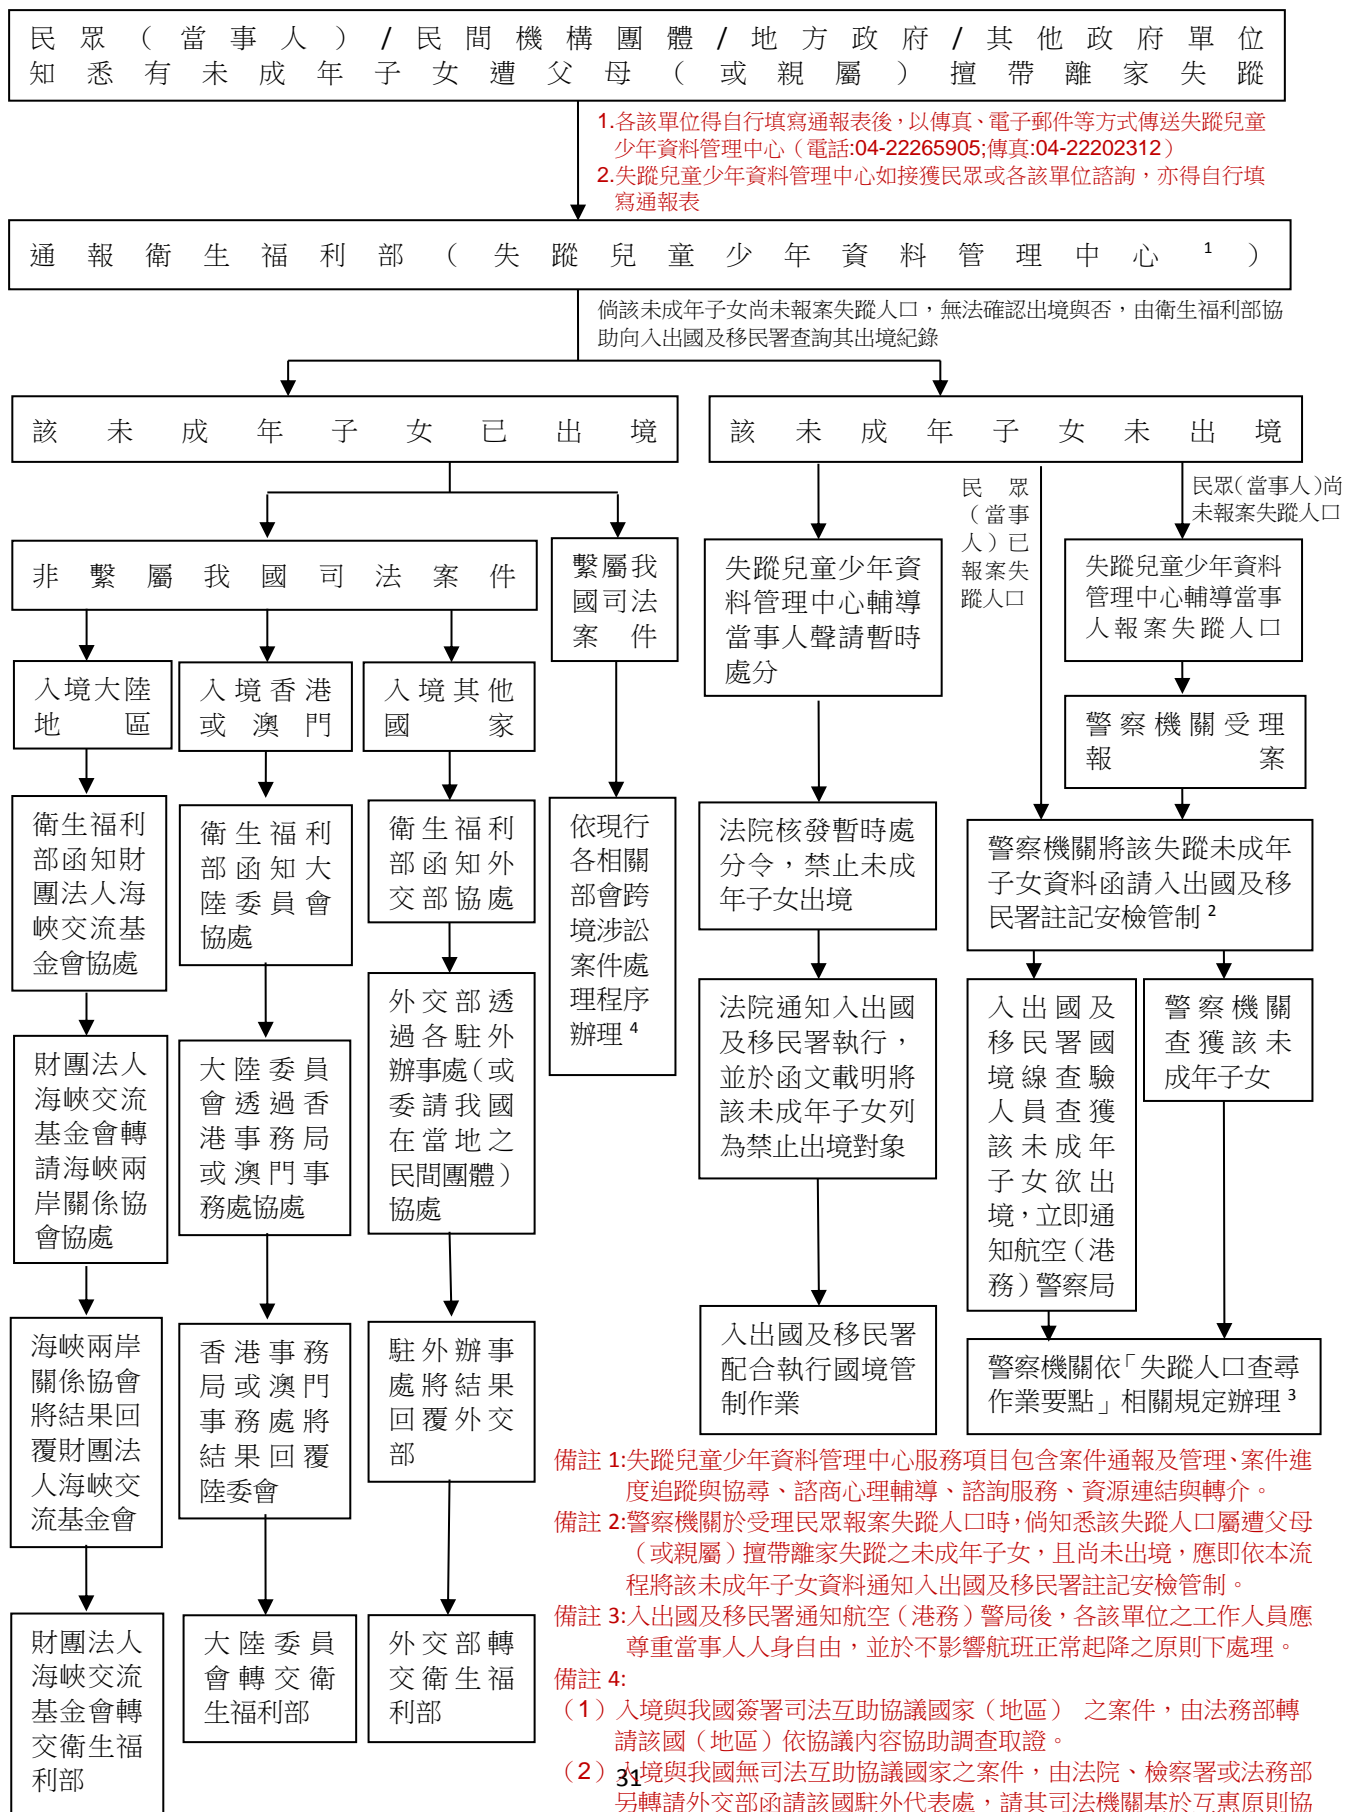 民眾（當事人）/民間機構團體/地方政府/其他政府單位
知悉有未成年子女遭父母（或親屬）擅帶離家失蹤
1.各該單位得自行填寫通報表後，以傳真、電子郵件等方式傳送失蹤兒童
少年資料管理中心（電話:04-22265905;傳真:04-22202312）
2.失蹤兒童少年資料管理中心如接獲民眾或各該單位諮詢，亦得自行填
寫通報表
通報衛生福利部（失蹤兒童少年資料管理中心1）
倘該未成年子女尚未報案失蹤人口，無法確認出境與否，由衛生福利部協
助向入出國及移民署查詢其出境紀錄
該未成年子女已出境
該未成年子女未出境
非繫屬我國司法案件
繫屬我
國司法
案件
入境大陸
地區
入境香港
或澳門
入境其他
國家
衛生福利
部函知財
團法人海
峽交流基
金會協處
衛生福利
部函知大
陸委員會
協處
衛生福利
部函知外
交部協處
依現行
各相關
部會跨
境涉訟
案件處
理程序
辦理4
財團法人
海峽交流
基金會轉
請海峽兩
岸關係協
會協處
大陸委員
會透過香
港事務局
或澳門事
務處協處
外交部透
過各駐外
辦事處（或
委請我國
在當地之
民間團體）
協處
海峽兩岸
關係協會
將結果回
覆財團法
人海峽交
流基金會
香港事務
局或澳門
事務處將
結果回覆
陸委會
駐外辦事
處將結果
回覆外交
部
財團法人
海峽交流
基金會轉
交衛生福
利部
大陸委員
會轉交衛
生福利部
外交部轉
交衛生福
利部
失蹤兒童少年資
料管理中心輔導
當事人聲請暫時
處分
法院核發暫時處
分令，禁止未成
年子女出境
法院通知入出國
及移民署執行，
並於函文載明將
該未成年子女列
為禁止出境對象
入出國及移民署
配合執行國境管
制作業
民眾
（當事
人）已
報案失
蹤人口
民眾（當事人）尚
未報案失蹤人口
失蹤兒童少年資料
管理中心輔導當事
人報案失蹤人口
警察機關受理
報案
警察機關將該失蹤未成年
子女資料函請入出國及移
民署註記安檢管制2
入出國及
移民署國
境線查驗
人員查獲
該未成年
子女欲出
境，立即通
知航空（港
務）警察局
警察機關
查獲該未
成年子女
警察機關依「失蹤人口查尋
作業要點」相關規定辦理3
備註 1:失蹤兒童少年資料管理中心服務項目包含案件通報及管理、案件進
度追蹤與協尋、諮商心理輔導、諮詢服務、資源連結與轉介。
備註 2:警察機關於受理民眾報案失蹤人口時，倘知悉該失蹤人口屬遭父母
（或親屬）擅帶離家失蹤之未成年子女，且尚未出境，應即依本流
程將該未成年子女資料通知入出國及移民署註記安檢管制。
備註 3:入出國及移民署通知航空（港務）警局後，各該單位之工作人員應
尊重當事人人身自由，並於不影響航班正常起降之原則下處理。
備註 4:
（1）入境與我國簽署司法互助協議國家（地區） 之案件，由法務部轉
請該國（地區）依協議內容協助調查取證。
（2）入境與我國無司法互助協議國家之案件，由法院、檢察署或法務部
另轉請外交部函請該國駐外代表處，請其司法機關基於互惠原則協
31